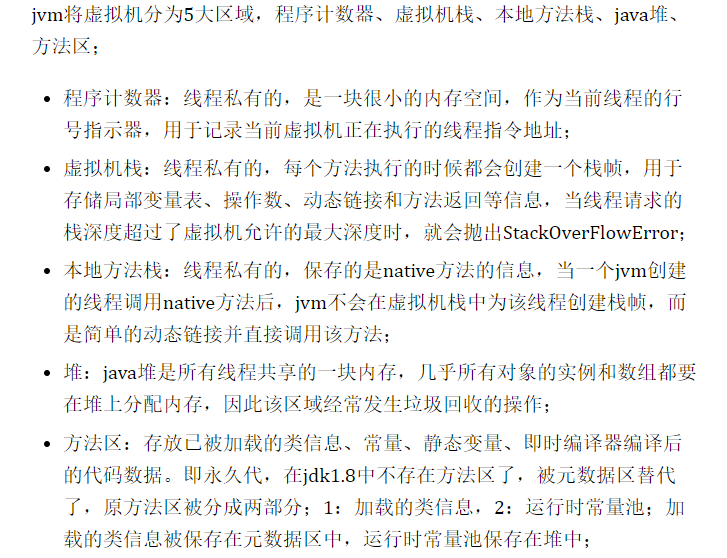 jvm将虚拟机分为5大区域，程序计数器、虚拟机栈、本地方法栈、java堆、
方法区；
程序计数器：线程私有的，是一块很小的内存空间，作为当前线程的行
号指示器，用于记录当前虚拟机正在执行的线程指令地址；
虚拟机栈：线程私有的，每个方法执行的时候都会创建一个栈帧，用于
存储局部变量表、操作数、动态链接和方法返回等信息，当线程请求的
栈深度超过了虚拟机允许的最大深度时，就会抛出StackOverFlowError；
本地方法栈：线程私有的，保存的是native方法的信息，当一个jvm创建
的线程调用native方法后，jvm不会在虚拟机栈中为该线程创建栈帧，而
是简单的动态链接并直接调用该方法；
堆：java堆是所有线程共享的一块内存，几乎所有对象的实例和数组都要
在堆上分配内存，因此该区域经常发生垃圾回收的操作；
方法区：存放已被加载的类信息、常量、静态变量、即时编译器编译后
的代码数据。即永久代，在jdk1.8中不存在方法区了，被元数据区替代
了，原方法区被分成两部分；1：加载的类信息，2：运行时常量池；加
载的类信息被保存在元数据区中，运行时常量池保存在堆中；